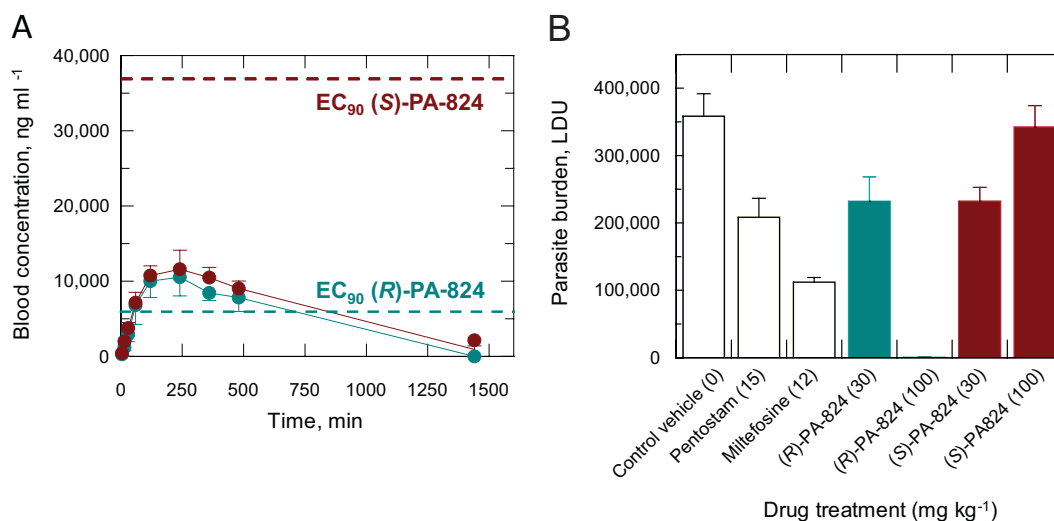 A
Blood concentration, ng ml -1
40,000
30,000
20,000
10,000
0
EC90 (S)-PA-824
EC90 (R)-PA-824
0 250 500 750 1000 1250 1500
Time, min
B
Parasite burden, LDU
400,000
300,000
200,000
100,000
0
Control vehicle (0)
Pentostam (15)
Miltefosine (12)
(R)-PA-824 (30)
(R)-PA-824 (100)
(S)-PA-824 (30)
(S)-PA824 (100)
Drug treatment (mg kg-1)